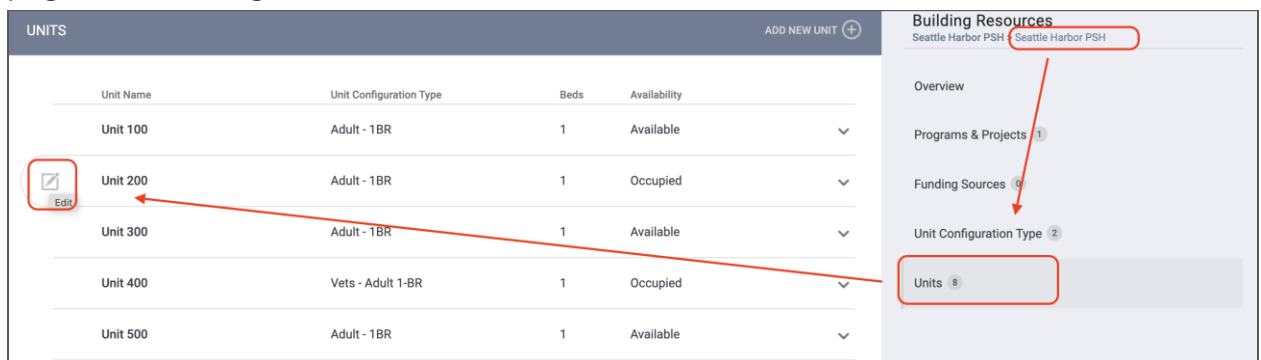 UNITS
ADD NEW UNIT
Unit Name Unit Configuration Type Beds Availability
Unit 100 Adult - 1BR 1 Available
Edit
Unit 200 Adult - 1BR 1 Occupied
Unit 300 Adult - 1BR 1 Available
Unit 400 Vets - Adult 1-BR 1 Occupied
Unit 500 Adult - 1BR 1 Available
Building Resources
Seattle Harbor PSH > Seattle Harbor PSH
Overview
Programs & Projects 1
Funding Sources 0
Unit Configuration Type 2
Units 8